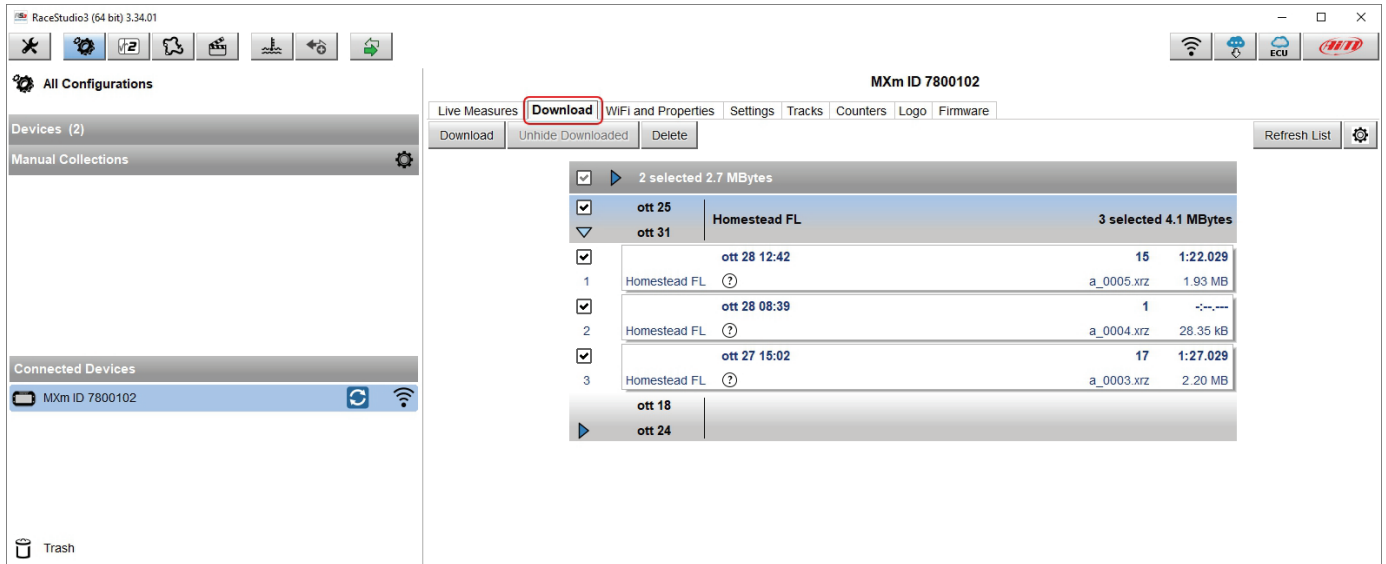 RaceStudio3 (64 bit) 3.34.01
ECU
AiM
All Configurations
MXm ID 7800102
Live Measures Download WiFi and Properties Settings Tracks Counters Logo Firmware
Devices (2)
Download Unhide Downloaded Delete Refresh List
Manual Collections
2 selected 2.7 MBytes
ott 25
Homestead FL 3 selected 4.1 MBytes
ott 31
ott 28 12:42 15 1:22.029
1 Homestead FL ? a_0005.xrz 1.93 MB
ott 28 08:39 1 -:--.---
2 Homestead FL ? a_0004.xrz 28.35 kB
ott 27 15:02 17 1:27.029
3 Homestead FL ? a_0003.xrz 2.20 MB
Connected Devices
MXm ID 7800102
ott 18
ott 24
Trash